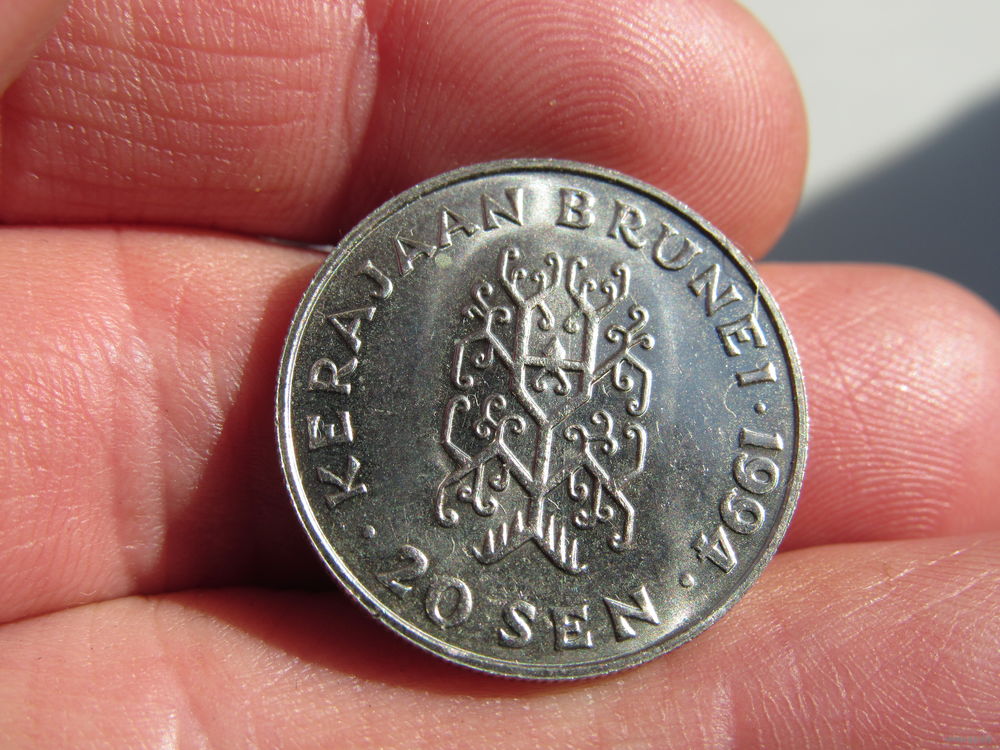 KERAJAAN BRUNEI · 1994 ·
20 SEN ·